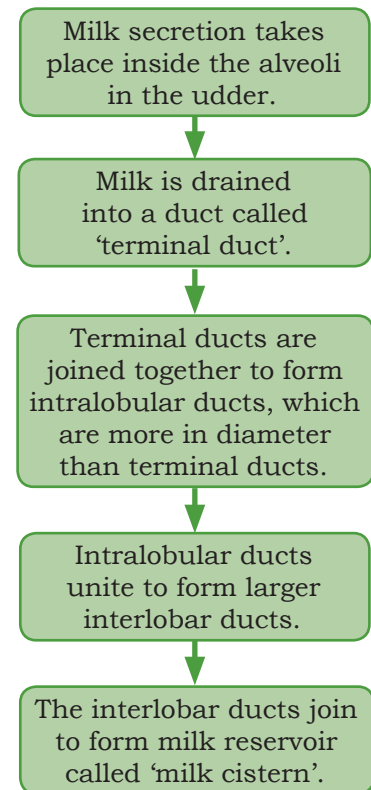 Milk secretion takes
place inside the alveoli
in the udder.
Milk is drained
into a duct called
‘terminal duct’.
Terminal ducts are
joined together to form
intralobular ducts, which
are more in diameter
than terminal ducts.
Intralobular ducts
unite to form larger
interlobar ducts.
The interlobar ducts join
to form milk reservoir
called ‘milk cistern’.